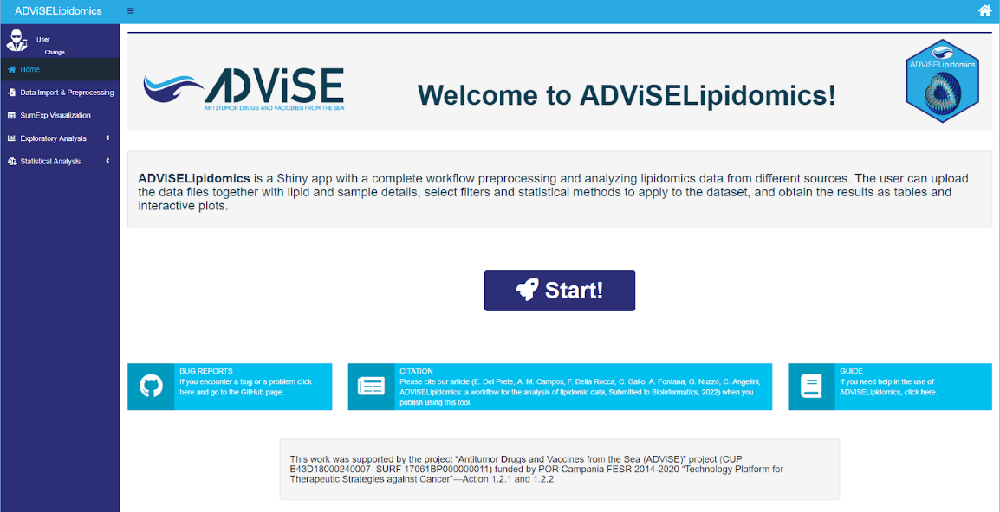 ADViSELipidomics
User
Change
Home
Data Import & Preprocessing
SumExp Visualization
Exploratory Analysis
Statistical Analysis
ADViSE
ANTITUMOR DRUGS AND VACCINES FROM THE SEA
Welcome to ADViSELipidomics!
ADViSELipidomics
ADViSELipidomics is a Shiny app with a complete workflow preprocessing and analyzing lipidomics data from different sources. The user can upload
the data files together with lipid and sample details, select filters and statistical methods to apply to the dataset, and obtain the results as tables and
interactive plots.
Start!
BUG REPORTS
If you encounter a bug or a problem click
here and go to the GitHub page.
CITATION
Please cite our article (E. Del Prete, A. M. Campos, F. Della Rocca, C. Gallo, A. Fontana, G. Nuzzo, C. Angelini,
ADViSELipidomics: a workflow for the analysis of lipidomic data, Submitted to Bioinformatics, 2022) when you
publish using this tool.
GUIDE
If you need help in the use of
ADViSELipidomics, click here.
This work was supported by the project “Antitumor Drugs and Vaccines from the Sea (ADViSE)” project (CUP
B43D18000240007–SURF 17061BP000000011) funded by POR Campania FESR 2014-2020 “Technology Platform for
Therapeutic Strategies against Cancer”—Action 1.2.1 and 1.2.2.